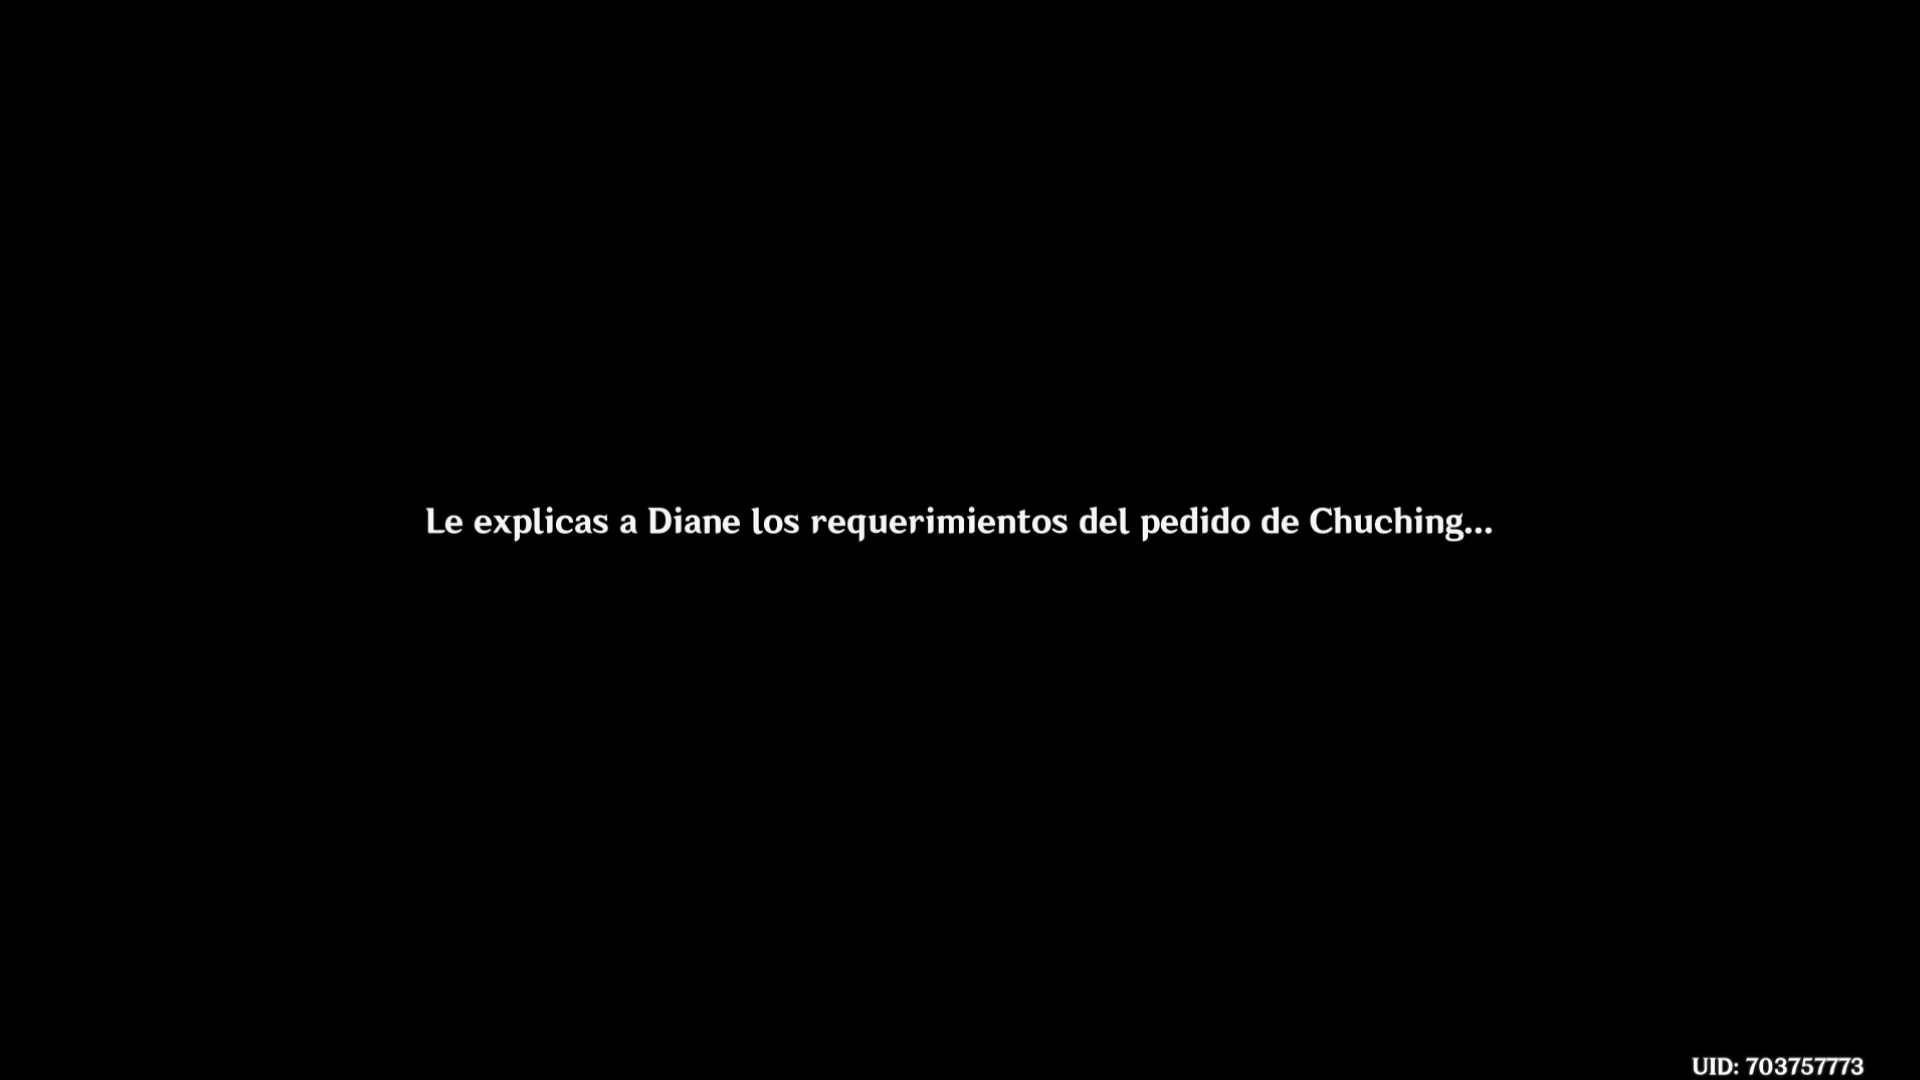 Le explicas a Diane los requerimientos del pedido de Chuching...
UID: 703757773